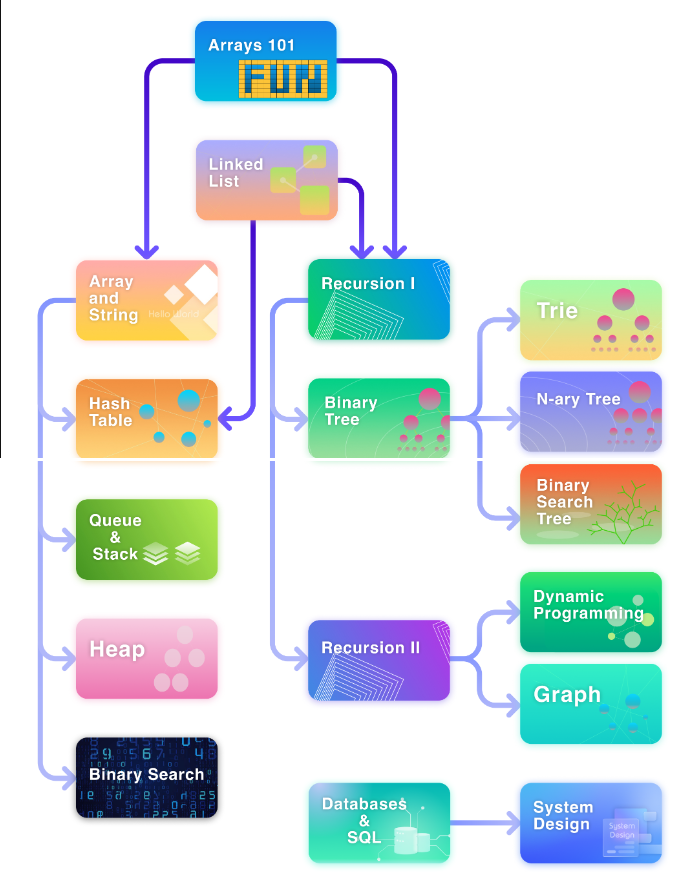 Arrays 101
FUN
Linked
List
Array
and
String
Hello World
Recursion I
Trie
Hash
Table
Binary
Tree
N-ary Tree
Binary
Search
Tree
Queue
&
Stack
Dynamic
Programming
Heap
Recursion II
Graph
Binary Search
Databases
&
SQL
System
Design
System
Design